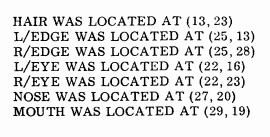 HAIR WAS LOCATED AT (13, 23)
L/EDGE WAS LOCATED AT (25, 13)
R/EDGE WAS LOCATED AT (25, 28)
L/EYE WAS LOCATED AT (22, 16)
R/EYE WAS LOCATED AT (22, 23)
NOSE WAS LOCATED AT (27, 20)
MOUTH WAS LOCATED AT (29, 19)